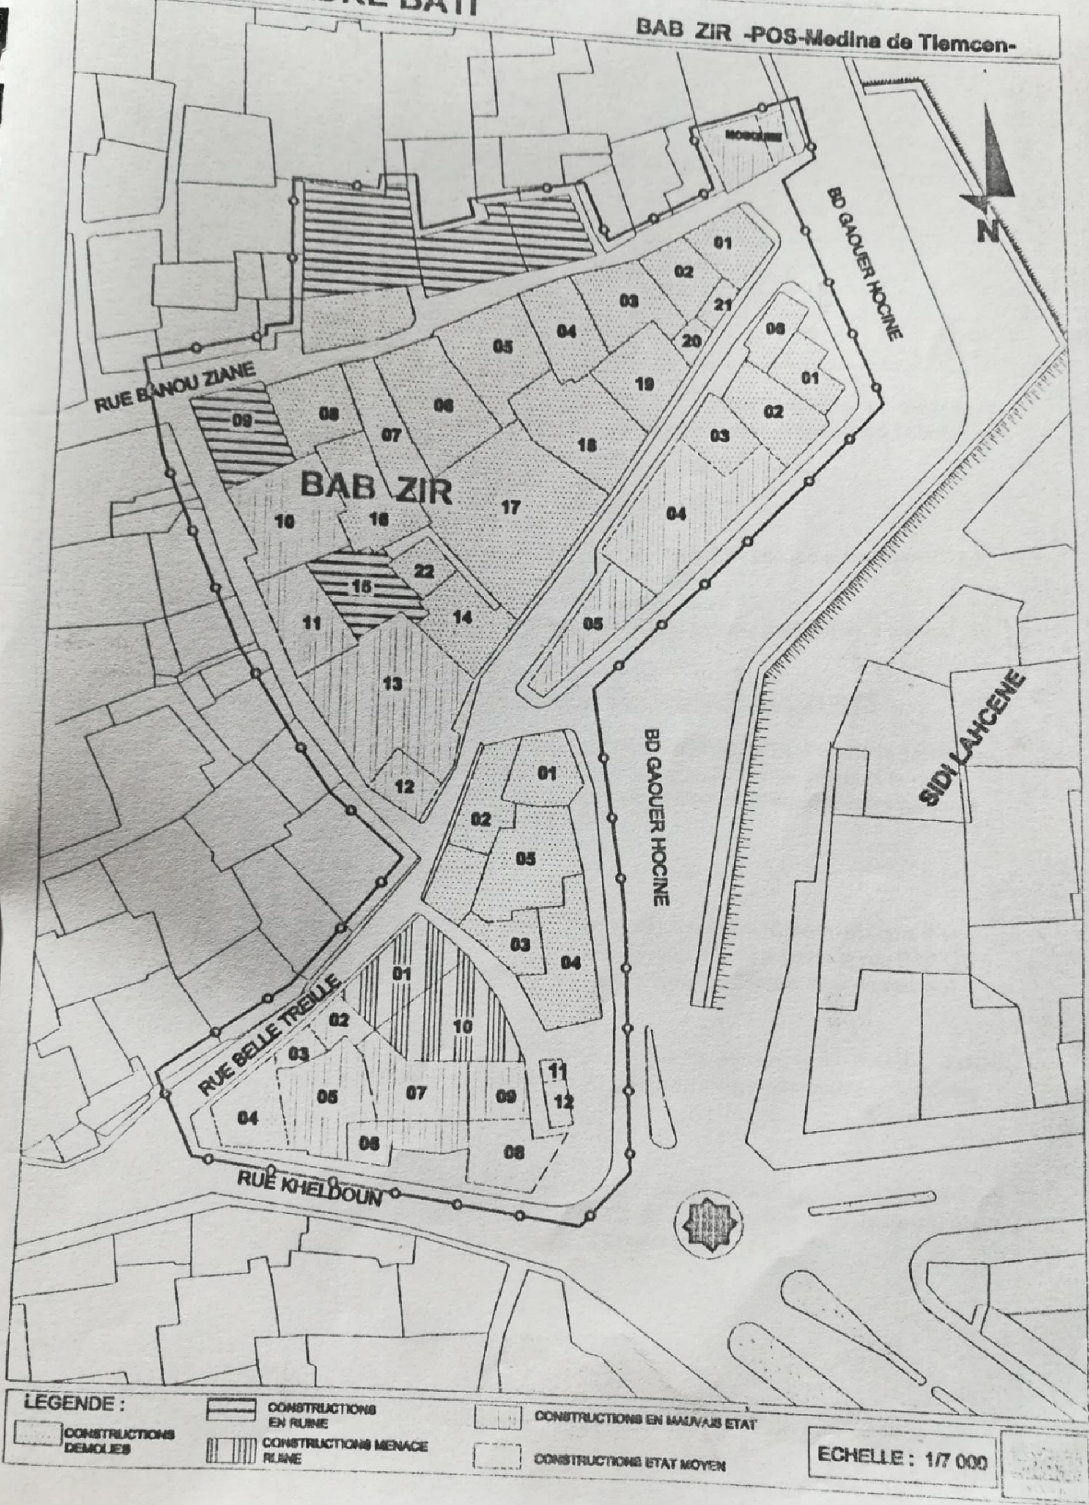 BATI
BAB ZIR -POS-Medina de Tlemcen-
MOSQUEE
BD GAOUER HOCINE
N
01
02
21
03
20
04
05
19
06
18
07
08
09
17
16
10
15
22
14
11
13
12
BAB ZIR
RUE BANOU ZIANE
06
01
02
03
04
05
BD GAOUER HOCINE
SIDI LAHCENE
01
02
05
03
04
01
02
10
03
11
05
07
09
12
04
06
08
RUE BELLE TREILLE
RUE KHELDOUN
LEGENDE :
CONSTRUCTIONS
DEMOLIES
CONSTRUCTIONS
EN RUINE
CONSTRUCTIONS MENACE
RUINE
CONSTRUCTIONS EN MAUVAIS ETAT
CONSTRUCTIONS ETAT MOYEN
ECHELLE : 1/7 000